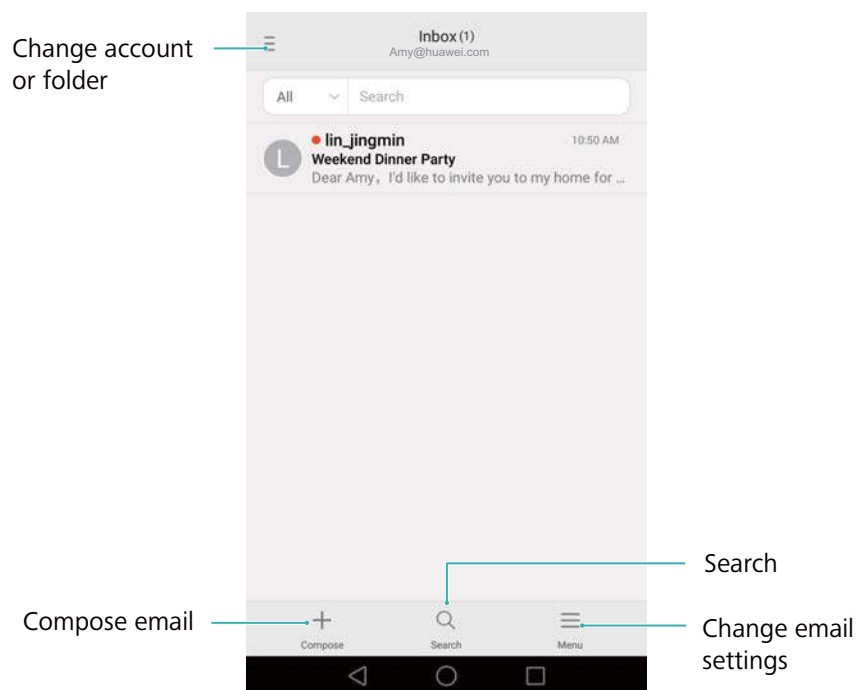 Change account
or folder
Inbox (1)
Amy@huawei.com
All
Search
L
lin_jingmin
10:50 AM
Weekend Dinner Party
Dear Amy，I'd like to invite you to my home for ...
Search
Compose email
Change email
settings
Compose
Search
Menu